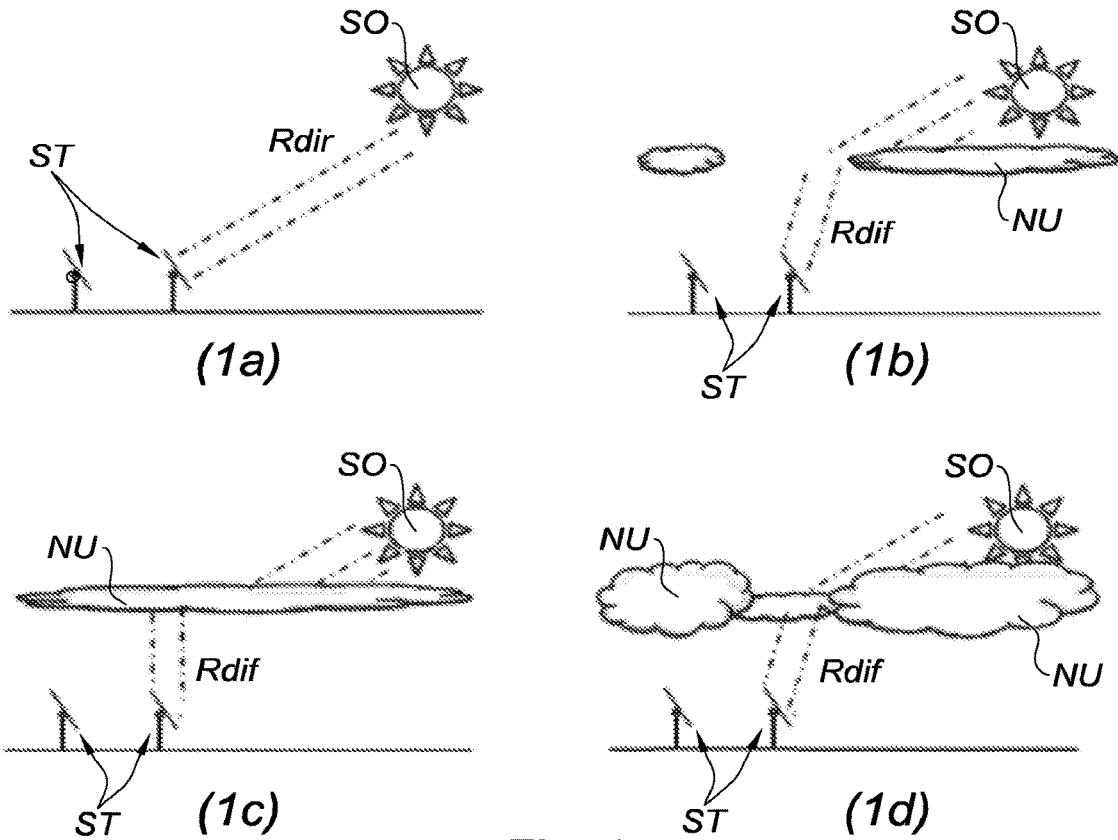 SO
Rdir
ST
(1a)
SO
NU
Rdif
ST
(1b)
SO
NU
Rdif
ST
(1c)
SO
NU
NU
Rdif
ST
(1d)